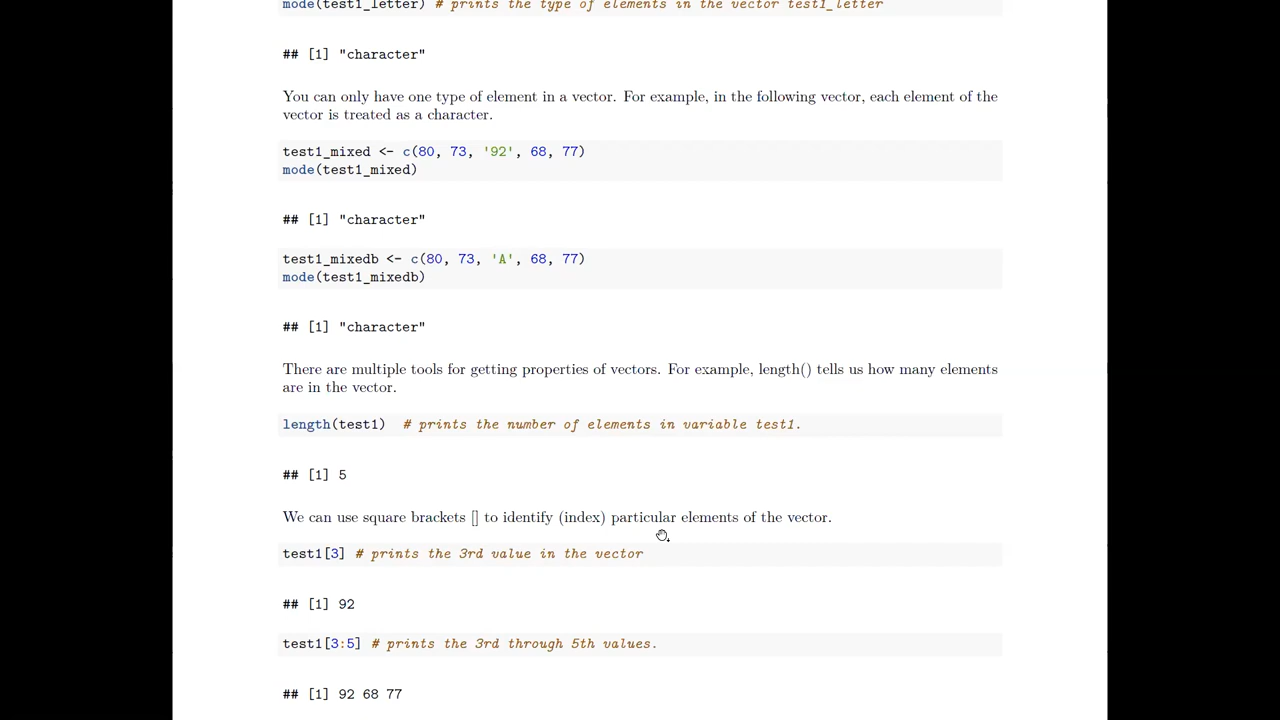 mode(test1_letter) # prints the type of elements in the vector test1_letter
## [1] "character"
You can only have one type of element in a vector. For example, in the following vector, each element of the
vector is treated as a character.
test1_mixed <- c(80, 73, '92', 68, 77)
mode(test1_mixed)
## [1] "character"
test1_mixedb <- c(80, 73, 'A', 68, 77)
mode(test1_mixedb)
## [1] "character"
There are multiple tools for getting properties of vectors. For example, length() tells us how many elements
are in the vector.
length(test1)  # prints the number of elements in variable test1.
## [1] 5
We can use square brackets [] to identify (index) particular elements of the vector.
test1[3] # prints the 3rd value in the vector
## [1] 92
test1[3:5] # prints the 3rd through 5th values.
## [1] 92 68 77